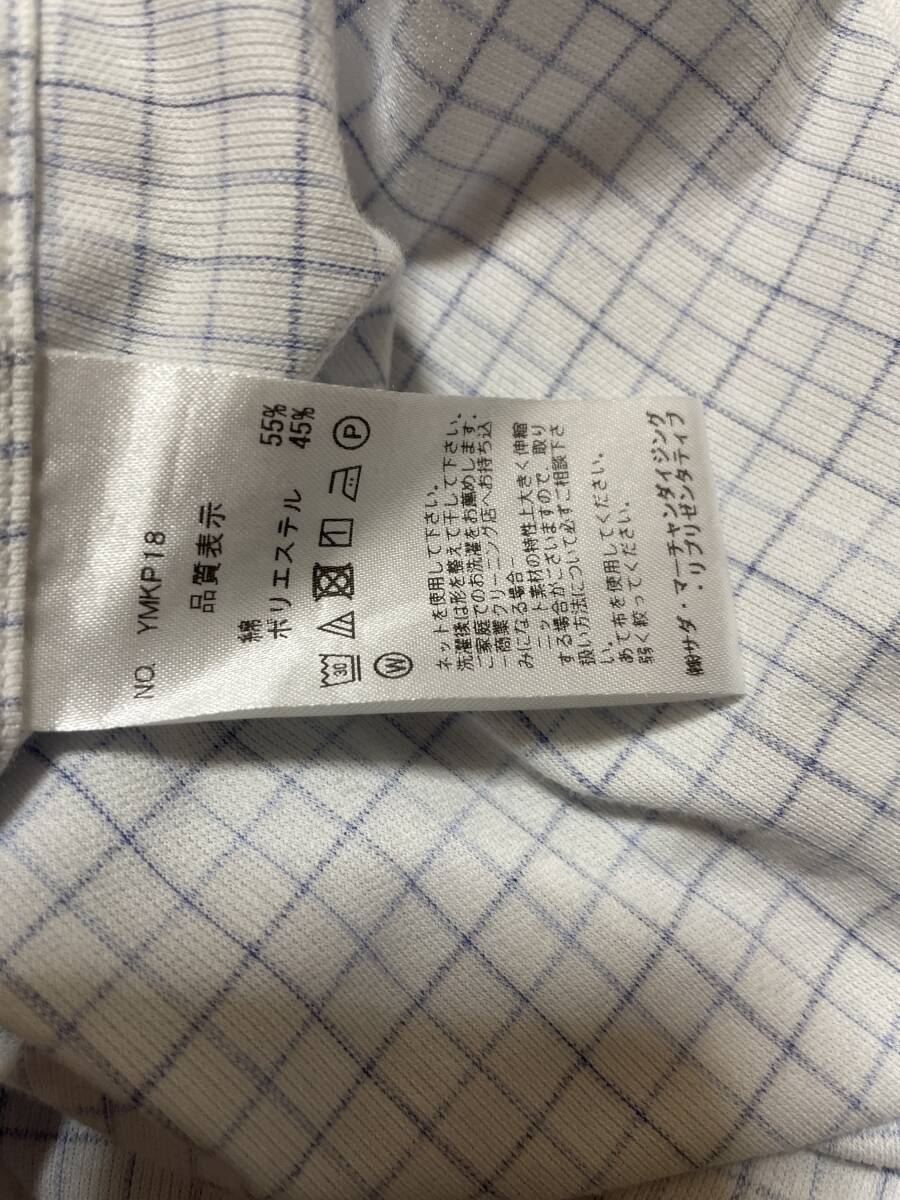 NO. YMKP18
品質表示
綿 55%
ポリエステル 45%
30
P
W
ネットを使用して下さい。
洗濯後は形を整えて干して下さい。
ご家庭でのお洗濯をお薦めします。
－商業クリーニング店へお持ち込
みになる場合－
ニット素材の特性上大きく伸縮
する場合がございますので、取り
扱い方法について必ずご相談下さ
い。
あて布を使用してください。
弱く絞ってください。
㈱サダ・マーチャンダイジング
・リプリゼンタティブ